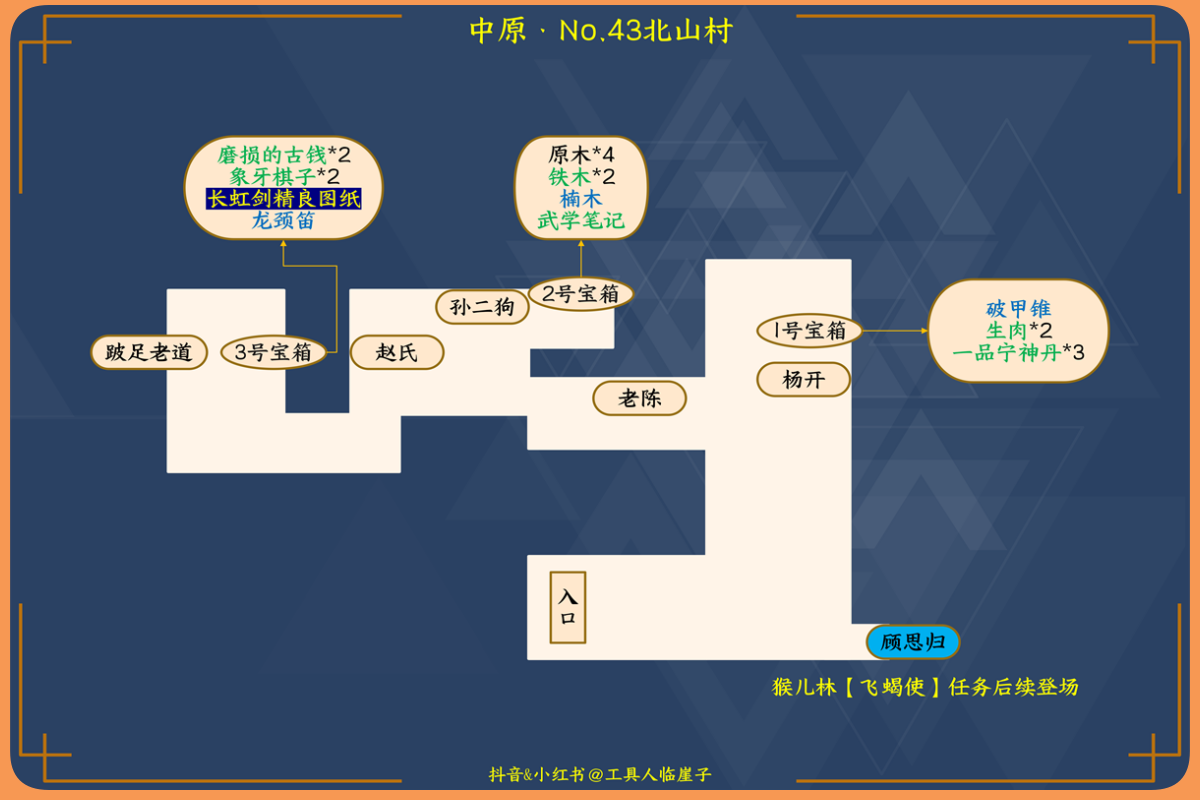 中原·No.43北山村
磨损的古钱*2
象牙棋子*2
长虹剑精良图纸
龙颈笛
原木*4
铁木*2
楠木
武学笔记
孙二狗
2号宝箱
破甲锥
生肉*2
一品宁神丹*3
1号宝箱
跛足老道
3号宝箱
赵氏
杨开
老陈
入口
顾思归
猴儿林【飞蝎使】任务后续登场
抖音&小红书@工具人临崖子